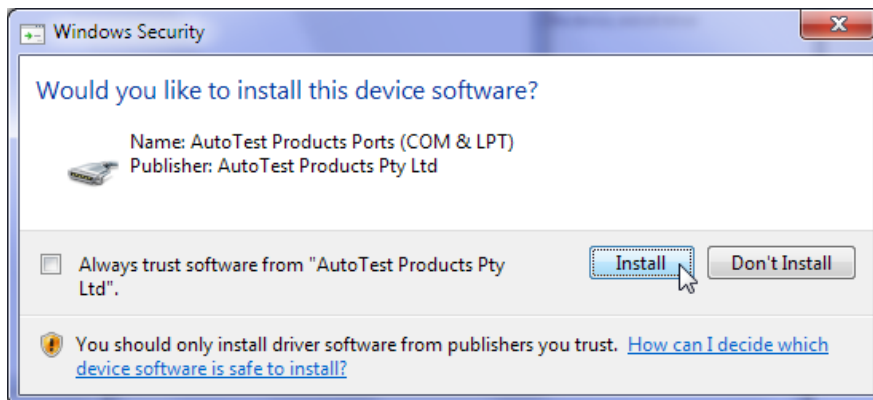 Windows Security
Would you like to install this device software?
Name: AutoTest Products Ports (COM & LPT)
Publisher: AutoTest Products Pty Ltd
Always trust software from "AutoTest Products Pty
Ltd".
Install
Don't Install
You should only install driver software from publishers you trust. How can I decide which
device software is safe to install?